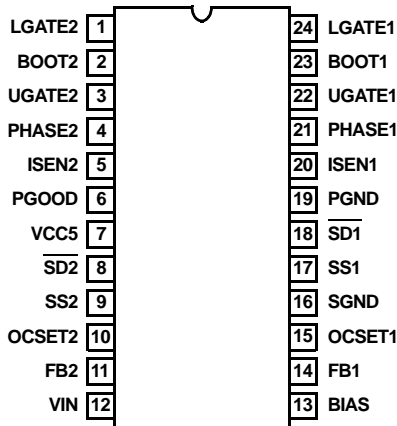 LGATE2 1 24 LGATE1
BOOT2 2 23 BOOT1
UGATE2 3 22 UGATE1
PHASE2 4 21 PHASE1
ISEN2 5 20 ISEN1
PGOOD 6 19 PGND
VCC5 7 18 S̅D̅1̅
S̅D̅2̅ 8 17 SS1
SS2 9 16 SGND
OCSET2 10 15 OCSET1
FB2 11 14 FB1
VIN 12 13 BIAS